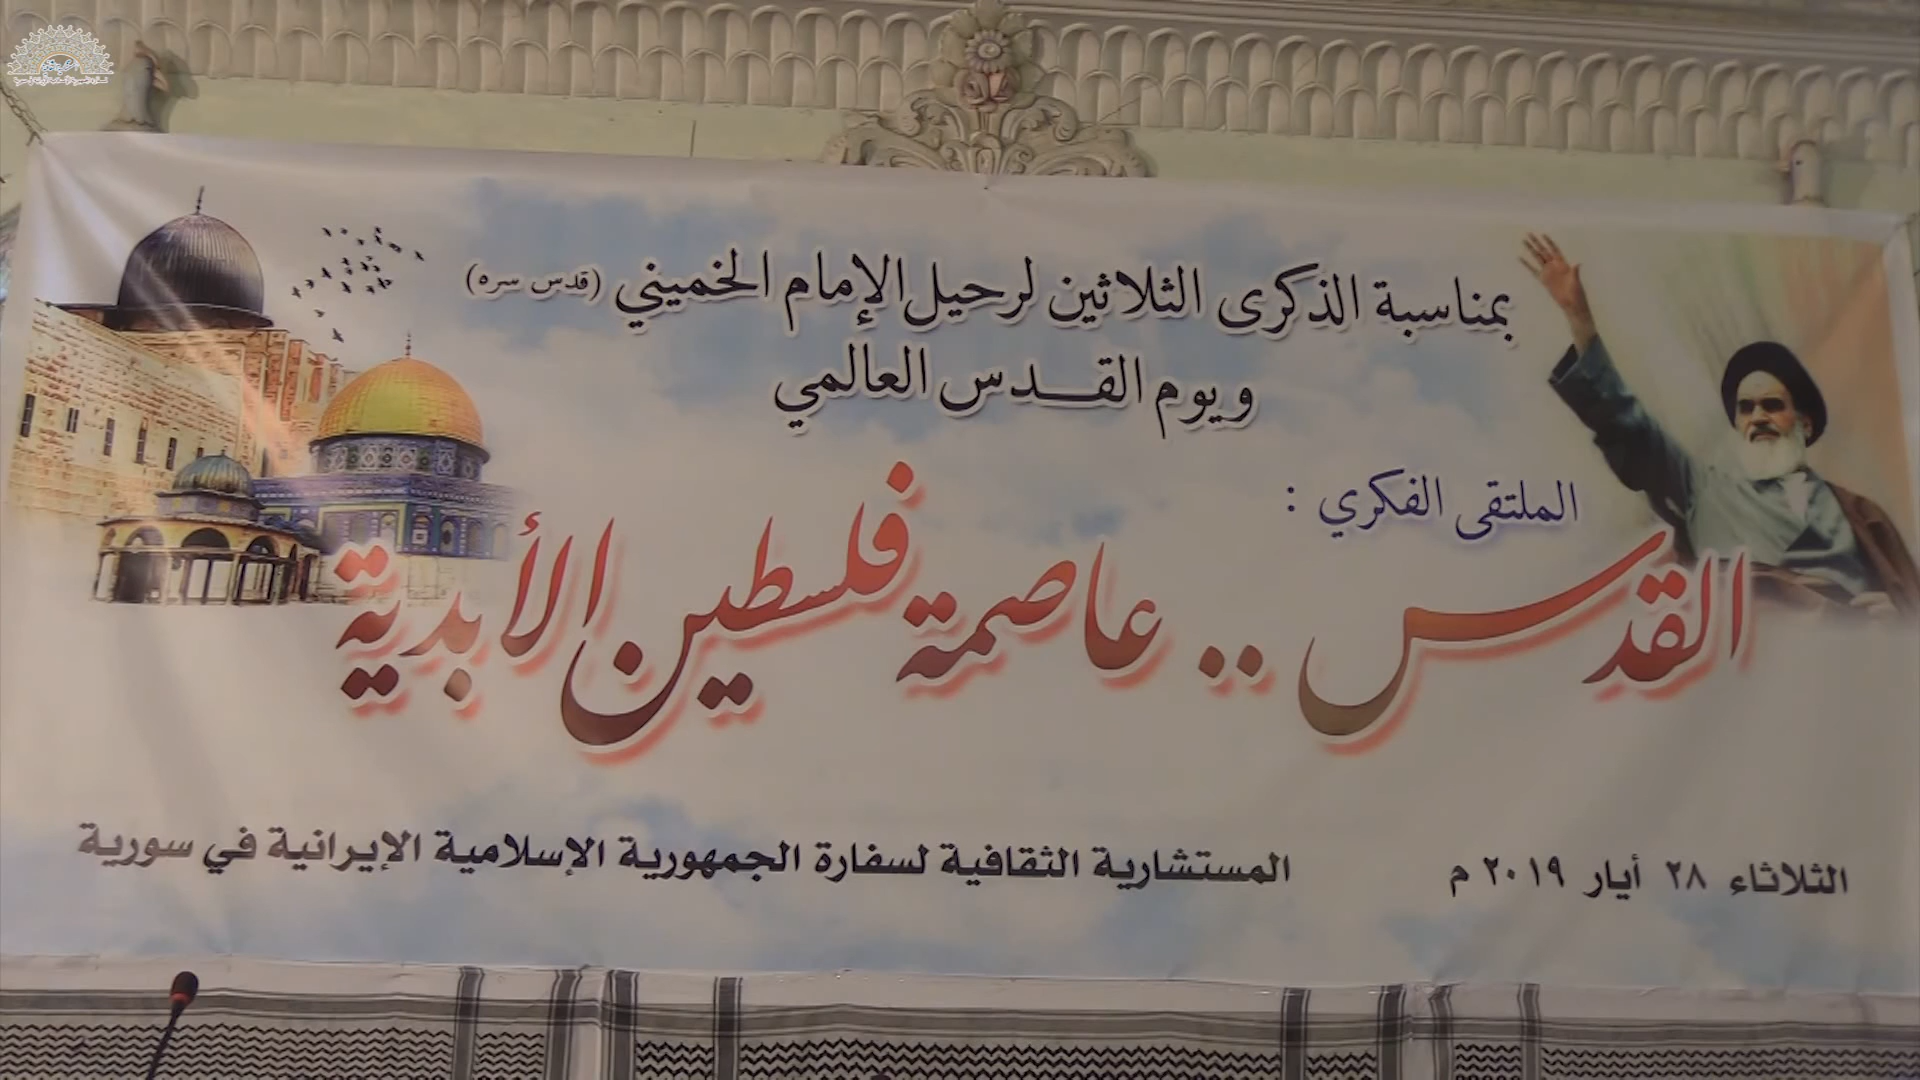 بمناسبة الذكرى الثلاثين لرحيل الإمام الخميني (قدس سره)
ويوم القدس العالمي
الملتقى الفكري :
القدس .. عاصمة فلسطين الأبدية
الثلاثاء ٢٨ أيار ٢٠١٩ م
المستشارية الثقافية لسفارة الجمهورية الإسلامية الإيرانية في سورية